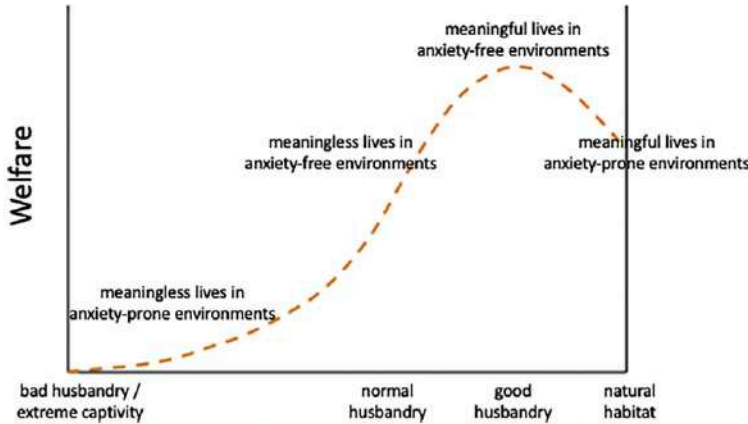 meaningful lives in
anxiety-free environments
Welfare
meaningless lives in
anxiety-free environments
meaningful lives in
anxiety-prone environments
meaningless lives in
anxiety-prone environments
bad husbandry /
extreme captivity
normal
husbandry
good
husbandry
natural
habitat